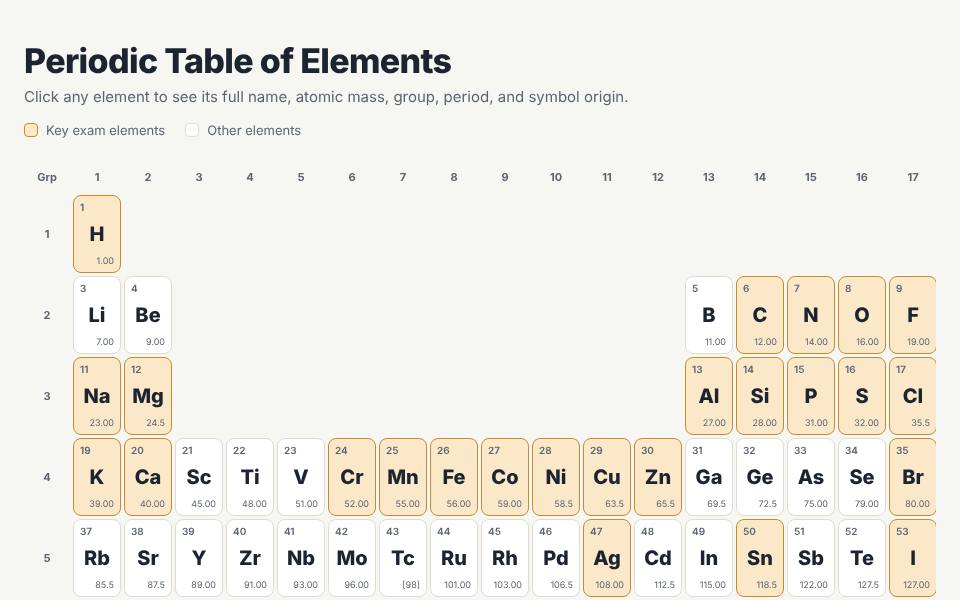 Periodic Table of Elements
Click any element to see its full name, atomic mass, group, period, and symbol origin.
Key exam elements Other elements
Grp 1 2 3 4 5 6 7 8 9 10 11 12 13 14 15 16 17
1
1 H 1.00
2
3 Li 7.00
4 Be 9.00
5 B 11.00
6 C 12.00
7 N 14.00
8 O 16.00
9 F 19.00
3
11 Na 23.00
12 Mg 24.5
13 Al 27.00
14 Si 28.00
15 P 31.00
16 S 32.00
17 Cl 35.5
4
19 K 39.00
20 Ca 40.00
21 Sc 45.00
22 Ti 48.00
23 V 51.00
24 Cr 52.00
25 Mn 55.00
26 Fe 56.00
27 Co 59.00
28 Ni 58.5
29 Cu 63.5
30 Zn 65.5
31 Ga 69.5
32 Ge 72.5
33 As 75.00
34 Se 79.00
35 Br 80.00
5
37 Rb 85.5
38 Sr 87.5
39 Y 89.00
40 Zr 91.00
41 Nb 93.00
42 Mo 96.00
43 Tc [98]
44 Ru 101.00
45 Rh 103.00
46 Pd 106.5
47 Ag 108.00
48 Cd 112.5
49 In 115.00
50 Sn 118.5
51 Sb 122.00
52 Te 127.5
53 I 127.00